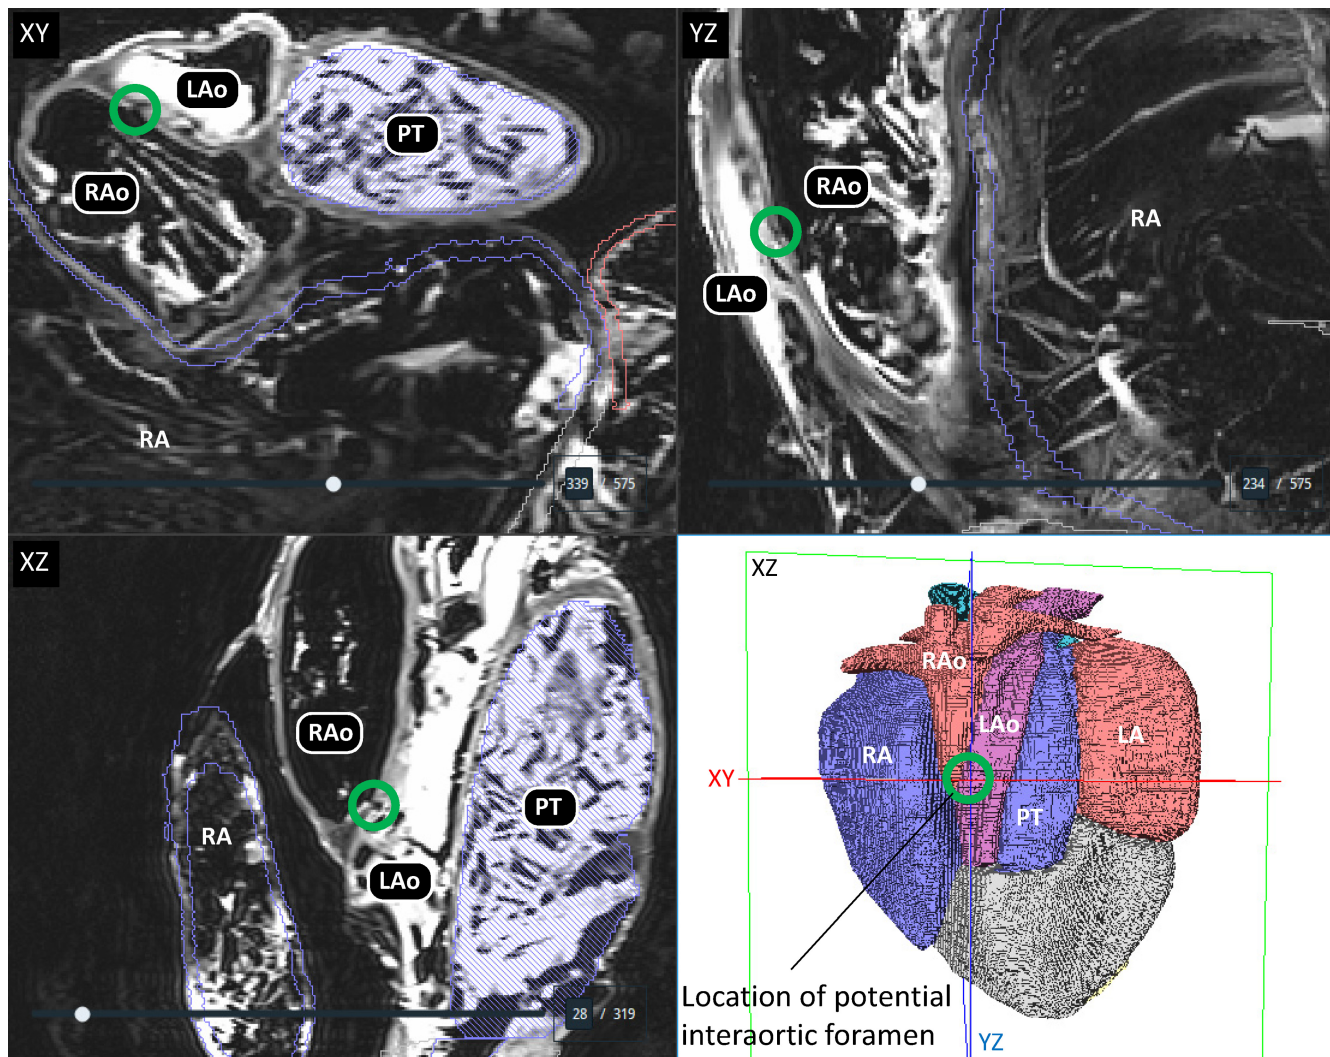 XY
LAo
PT
RAo
RA
339 / 575
YZ
RAo
RA
LAo
234 / 575
XZ
RAo
RA
PT
LAo
28 / 319
XZ
RAo
LAo
RA
LA
XY
PT
Location of potential
interaortic foramen
YZ